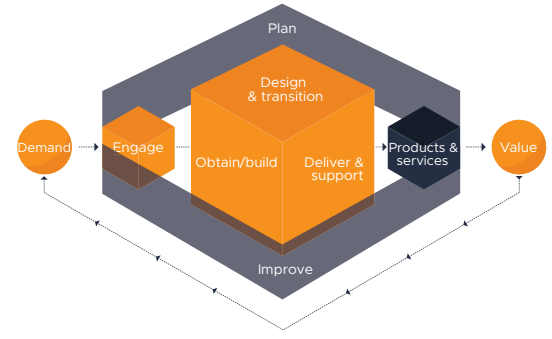 Plan
Design
& transition
Demand
Engage
Obtain/build
Deliver &
support
Products &
services
Value
Improve